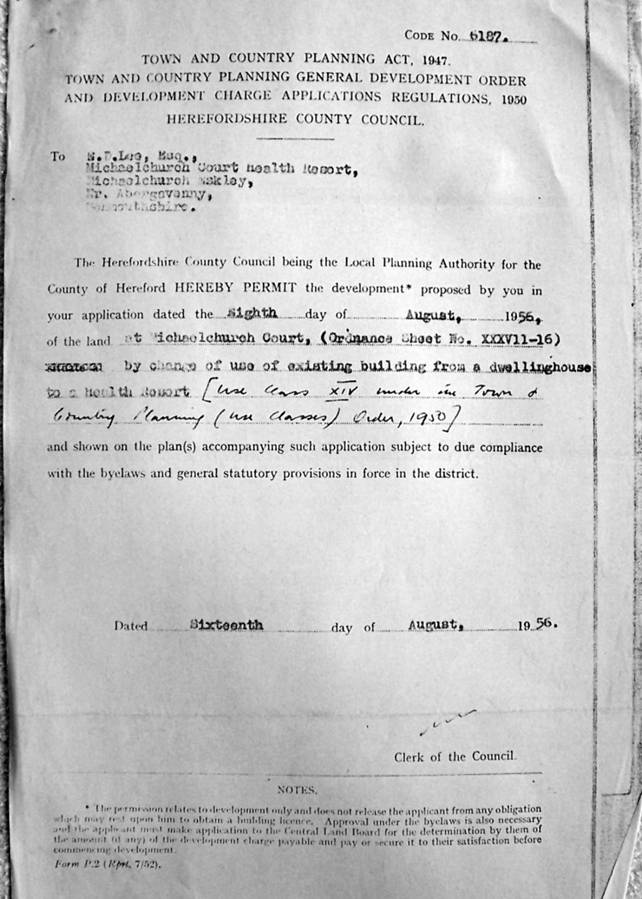 CODE No. 6187.
TOWN AND COUNTRY PLANNING ACT, 1947.
TOWN AND COUNTRY PLANNING GENERAL DEVELOPMENT ORDER
AND DEVELOPMENT CHARGE APPLICATIONS REGULATIONS, 1950
HEREFORDSHIRE COUNTY COUNCIL.
To
Esq.,
Michaelchurch Court Health Resort,
Michaelchurch Eskley,
Nr. Abergavenny,
Monmouthshire.
The Herefordshire County Council being the Local Planning Authority for the
County of Hereford HEREBY PERMIT the development* proposed by you in
your application dated the Eighth day of August, 1956,
of the land at Michaelchurch Court, (Ordnance Sheet No. XXXVII-16)
by change of use of existing building from a dwellinghouse
to a Health Resort [Use Class XIV under the Town &
Country Planning (Use Classes) Order, 1950]
and shown on the plan(s) accompanying such application subject to due compliance
with the byelaws and general statutory provisions in force in the district.
Dated Sixteenth day of August, 1956.
Clerk of the Council.
NOTES.
* The permission relates to development only and does not release the applicant from any obligation
which may rest upon him to obtain a building licence. Approval under the byelaws is also necessary
and the applicant must make application to the Central Land Board for the determination by them of
the amount (if any) of the development charge payable and pay or secure it to their satisfaction before
commencing development.
Form P.2 (Rprt. 7/52).